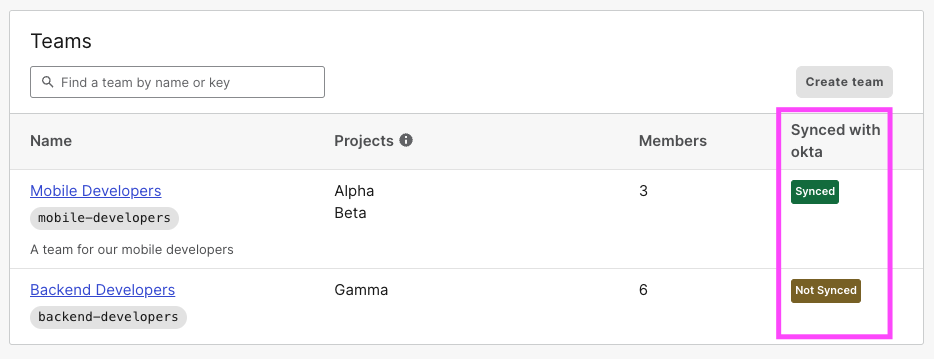 Teams
Find a team by name or key
Create team
Name
Projects
Members
Synced with
okta
Mobile Developers
Alpha
3
Synced
mobile-developers
Beta
A team for our mobile developers
Backend Developers
Gamma
6
Not Synced
backend-developers